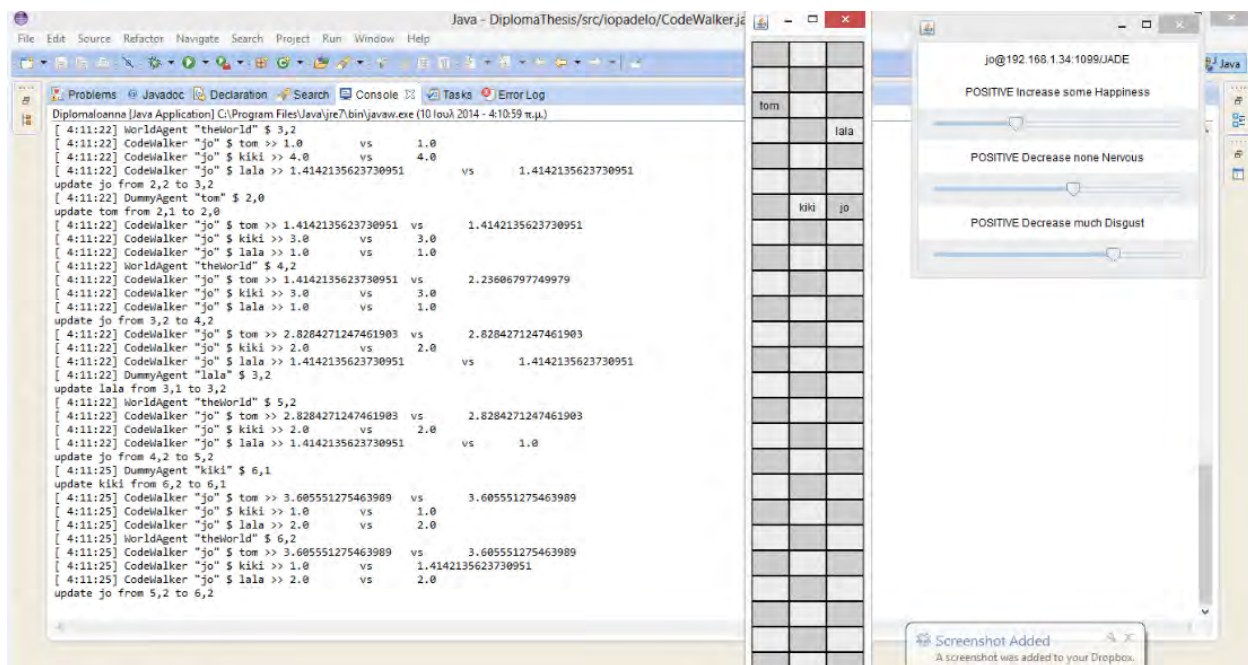 Java - DiplomaThesis/src/iopadelo/CodeWalker.ja
File Edit Source Refactor Navigate Search Project Run Window Help
Java
Problems @ Javadoc Declaration Search Console Tasks Error Log
DiplomaIoanna [Java Application] C:\Program Files\Java\jre7\bin\javaw.exe (10 Ιουλ 2014 - 4:10:59 π.μ.)
[ 4:11:22] WorldAgent "theWorld" $ 3,2
[ 4:11:22] CodeWalker "jo" $ tom >> 1.0 vs 1.0
[ 4:11:22] CodeWalker "jo" $ kiki >> 4.0 vs 4.0
[ 4:11:22] CodeWalker "jo" $ lala >> 1.4142135623730951 vs 1.4142135623730951
update jo from 2,2 to 3,2
[ 4:11:22] DummyAgent "tom" $ 2,0
update tom from 2,1 to 2,0
[ 4:11:22] CodeWalker "jo" $ tom >> 1.4142135623730951 vs 1.4142135623730951
[ 4:11:22] CodeWalker "jo" $ kiki >> 3.0 vs 3.0
[ 4:11:22] CodeWalker "jo" $ lala >> 1.0 vs 1.0
[ 4:11:22] WorldAgent "theWorld" $ 4,2
[ 4:11:22] CodeWalker "jo" $ tom >> 1.4142135623730951 vs 2.23606797749979
[ 4:11:22] CodeWalker "jo" $ kiki >> 3.0 vs 3.0
[ 4:11:22] CodeWalker "jo" $ lala >> 1.0 vs 1.0
update jo from 3,2 to 4,2
[ 4:11:22] CodeWalker "jo" $ tom >> 2.8284271247461903 vs 2.8284271247461903
[ 4:11:22] CodeWalker "jo" $ kiki >> 2.0 vs 2.0
[ 4:11:22] CodeWalker "jo" $ lala >> 1.4142135623730951 vs 1.4142135623730951
[ 4:11:22] DummyAgent "lala" $ 3,2
update lala from 3,1 to 3,2
[ 4:11:22] WorldAgent "theWorld" $ 5,2
[ 4:11:22] CodeWalker "jo" $ tom >> 2.8284271247461903 vs 2.8284271247461903
[ 4:11:22] CodeWalker "jo" $ kiki >> 2.0 vs 2.0
[ 4:11:22] CodeWalker "jo" $ lala >> 1.4142135623730951 vs 1.0
update jo from 4,2 to 5,2
[ 4:11:25] DummyAgent "kiki" $ 6,1
update kiki from 6,2 to 6,1
[ 4:11:25] CodeWalker "jo" $ tom >> 3.605551275463989 vs 3.605551275463989
[ 4:11:25] CodeWalker "jo" $ kiki >> 1.0 vs 1.0
[ 4:11:25] CodeWalker "jo" $ lala >> 2.0 vs 2.0
[ 4:11:25] WorldAgent "theWorld" $ 6,2
[ 4:11:25] CodeWalker "jo" $ tom >> 3.605551275463989 vs 3.605551275463989
[ 4:11:25] CodeWalker "jo" $ kiki >> 1.0 vs 1.4142135623730951
[ 4:11:25] CodeWalker "jo" $ lala >> 2.0 vs 2.0
update jo from 5,2 to 6,2
tom
lala
kiki jo
jo@192.168.1.34:1099/JADE
POSITIVE Increase some Happiness
POSITIVE Decrease none Nervous
POSITIVE Decrease much Disgust
Screenshot Added
A screenshot was added to your Dropbox.